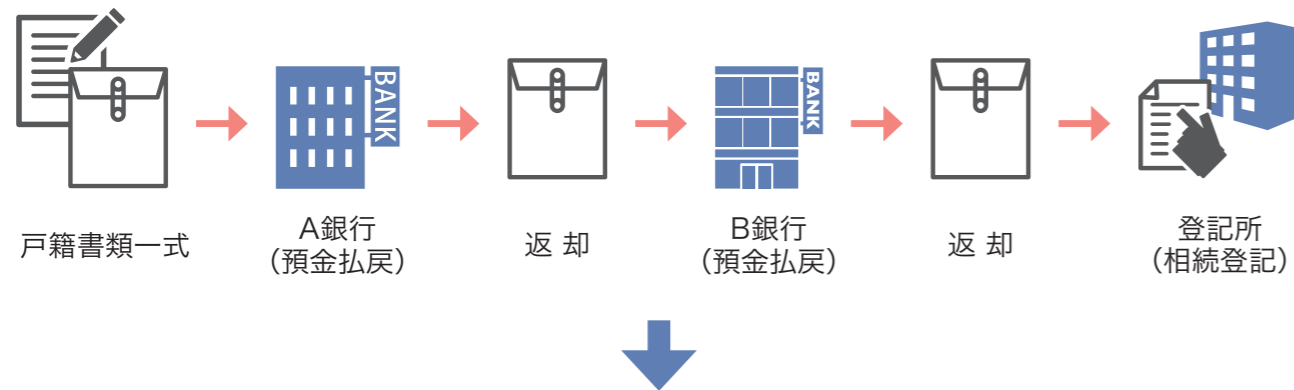 BANK
BANK
戸籍書類一式
A銀行
（預金払戻）
返 却
B銀行
（預金払戻）
返 却
登記所
（相続登記）